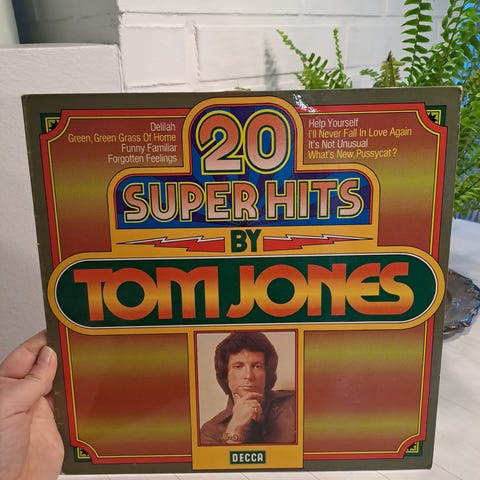 Delilah
Green, Green Grass Of Home
Funny Familiar
Forgotten Feelings
20
Help Yourself
I'll Never Fall In Love Again
It's Not Unusual
What's New, Pussycat?
SUPER HITS
BY
TOM JONES
DECCA